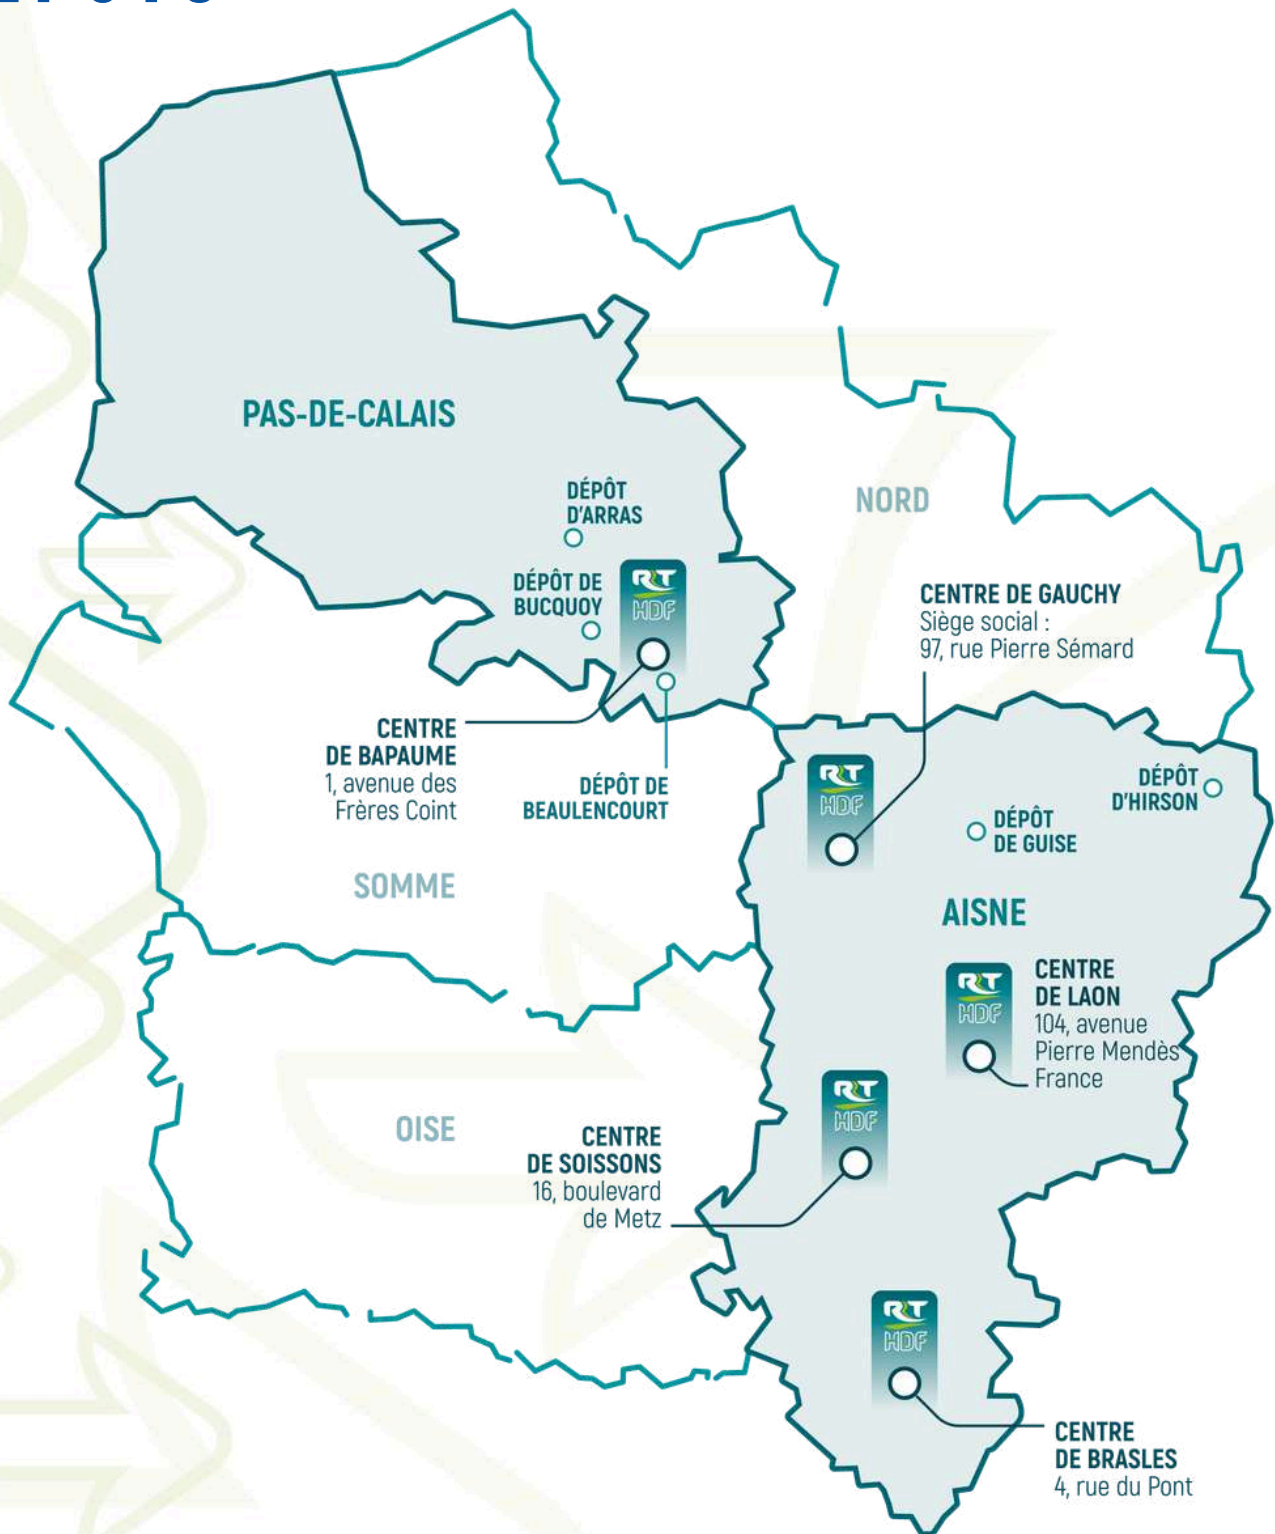 PAS-DE-CALAIS
DÉPÔT
D'ARRAS
NORD
DÉPÔT DE
BUCQUOY
RT
HDF
CENTRE DE GAUCHY
Siège social :
97, rue Pierre Sémard
CENTRE
DE BAPAUME
1, avenue des
Frères Coint
DÉPÔT DE
BEAULENCOURT
RT
HDF
DÉPÔT
D'HIRSON
DÉPÔT
DE GUISE
SOMME
AISNE
RT
HDF
CENTRE
DE LAON
104, avenue
Pierre Mendès
France
OISE
RT
HDF
CENTRE
DE SOISSONS
16, boulevard
de Metz
RT
HDF
CENTRE
DE BRASLES
4, rue du Pont